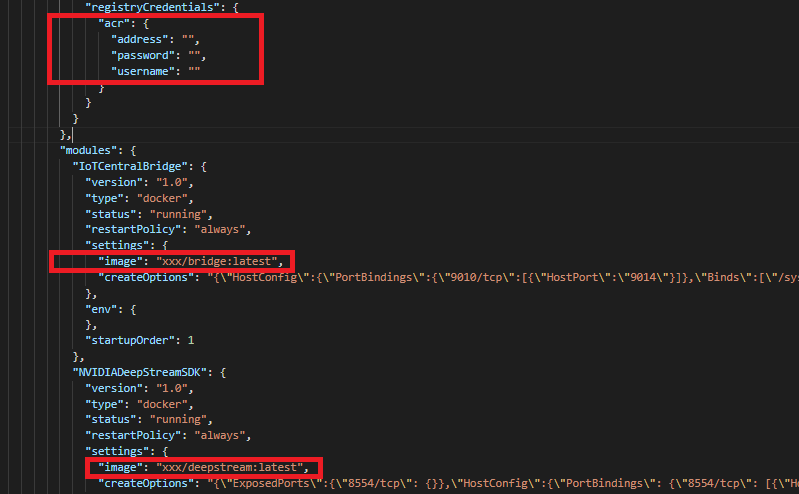 "registryCredentials": {
"acr": {
"address": "",
"password": "",
"username": ""
}
}
}
},
"modules": {
"IoTCentralBridge": {
"version": "1.0",
"type": "docker",
"status": "running",
"restartPolicy": "always",
"settings": {
"image": "xxx/bridge:latest",
"createOptions": "{\"HostConfig\":{\"PortBindings\":{\"9010/tcp\":[{\"HostPort\":\"9014\"}]},\"Binds\":[\"/sys
},
"env": {
},
"startupOrder": 1
},
"NVIDIADeepStreamSDK": {
"version": "1.0",
"type": "docker",
"status": "running",
"restartPolicy": "always",
"settings": {
"image": "xxx/deepstream:latest",
"createOptions": "{\"ExposedPorts\":{\"8554/tcp\": {}},\"HostConfig\":{\"PortBindings\": {\"8554/tcp\": [{\"H